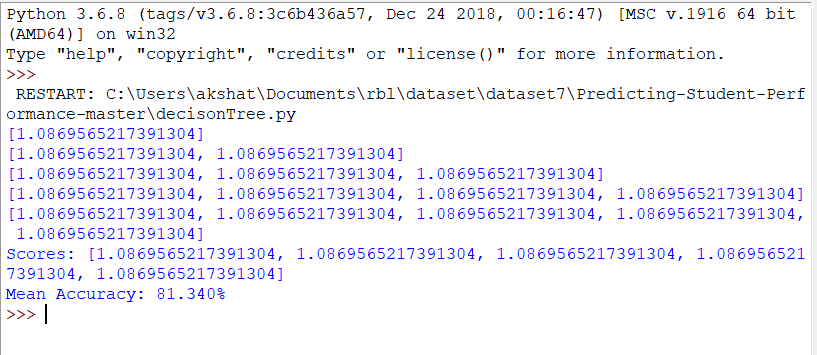 Python 3.6.8 (tags/v3.6.8:3c6b436a57, Dec 24 2018, 00:16:47) [MSC v.1916 64 bit
(AMD64)] on win32
Type "help", "copyright", "credits" or "license()" for more information.
>>>
 RESTART: C:\Users\akshat\Documents\rbl\dataset\dataset7\Predicting-Student-Perf
ormance-master\decisonTree.py
[1.0869565217391304]
[1.0869565217391304, 1.0869565217391304]
[1.0869565217391304, 1.0869565217391304, 1.0869565217391304]
[1.0869565217391304, 1.0869565217391304, 1.0869565217391304, 1.0869565217391304]
[1.0869565217391304, 1.0869565217391304, 1.0869565217391304, 1.0869565217391304,
 1.0869565217391304]
Scores: [1.0869565217391304, 1.0869565217391304, 1.0869565217391304, 1.086956521
7391304, 1.0869565217391304]
Mean Accuracy: 81.340%
>>>